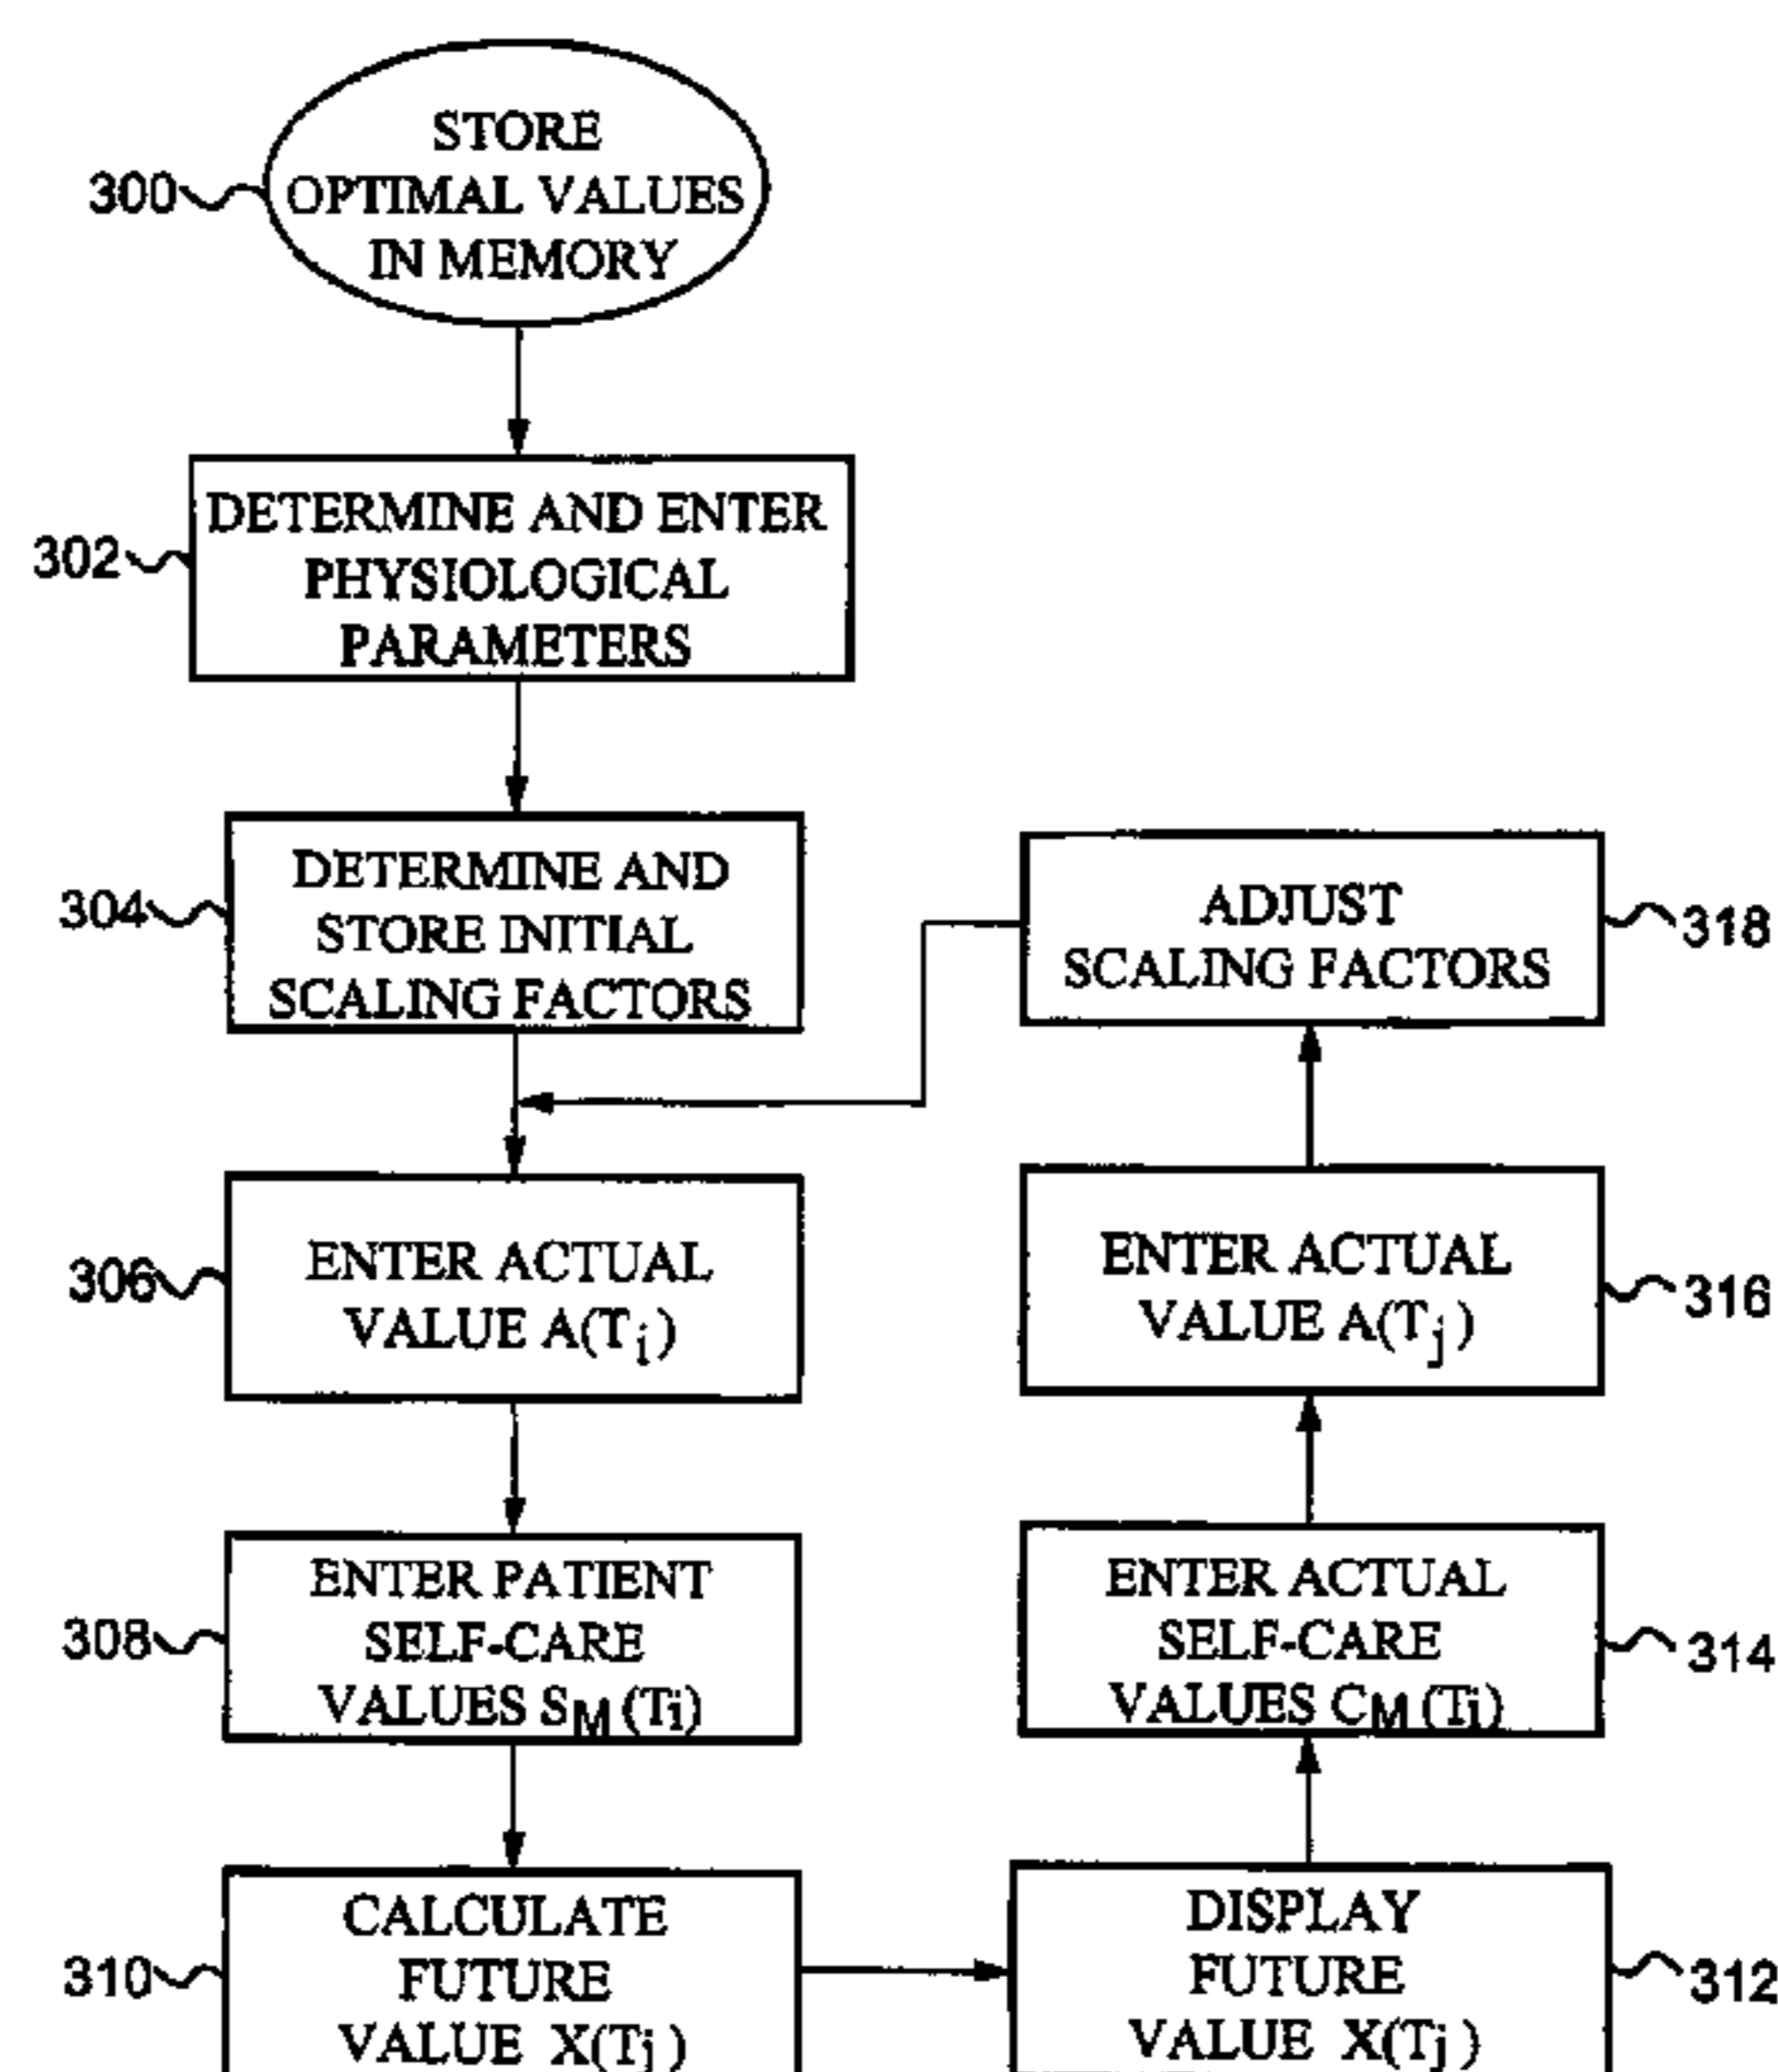 STORE
OPTIMAL VALUES
IN MEMORY
300
DETERMINE AND ENTER
PHYSIOLOGICAL
PARAMETERS
302
DETERMINE AND
STORE INITIAL
SCALING FACTORS
304
ENTER ACTUAL
VALUE A(Ti)
306
ENTER PATIENT
SELF-CARE
VALUES SM (Ti)
308
CALCULATE
FUTURE
VALUE X(Tj)
310
DISPLAY
FUTURE
VALUE X(Tj)
312
ENTER ACTUAL
SELF-CARE
VALUES CM (Ti)
314
ENTER ACTUAL
VALUE A(Tj)
316
ADJUST
SCALING FACTORS
318